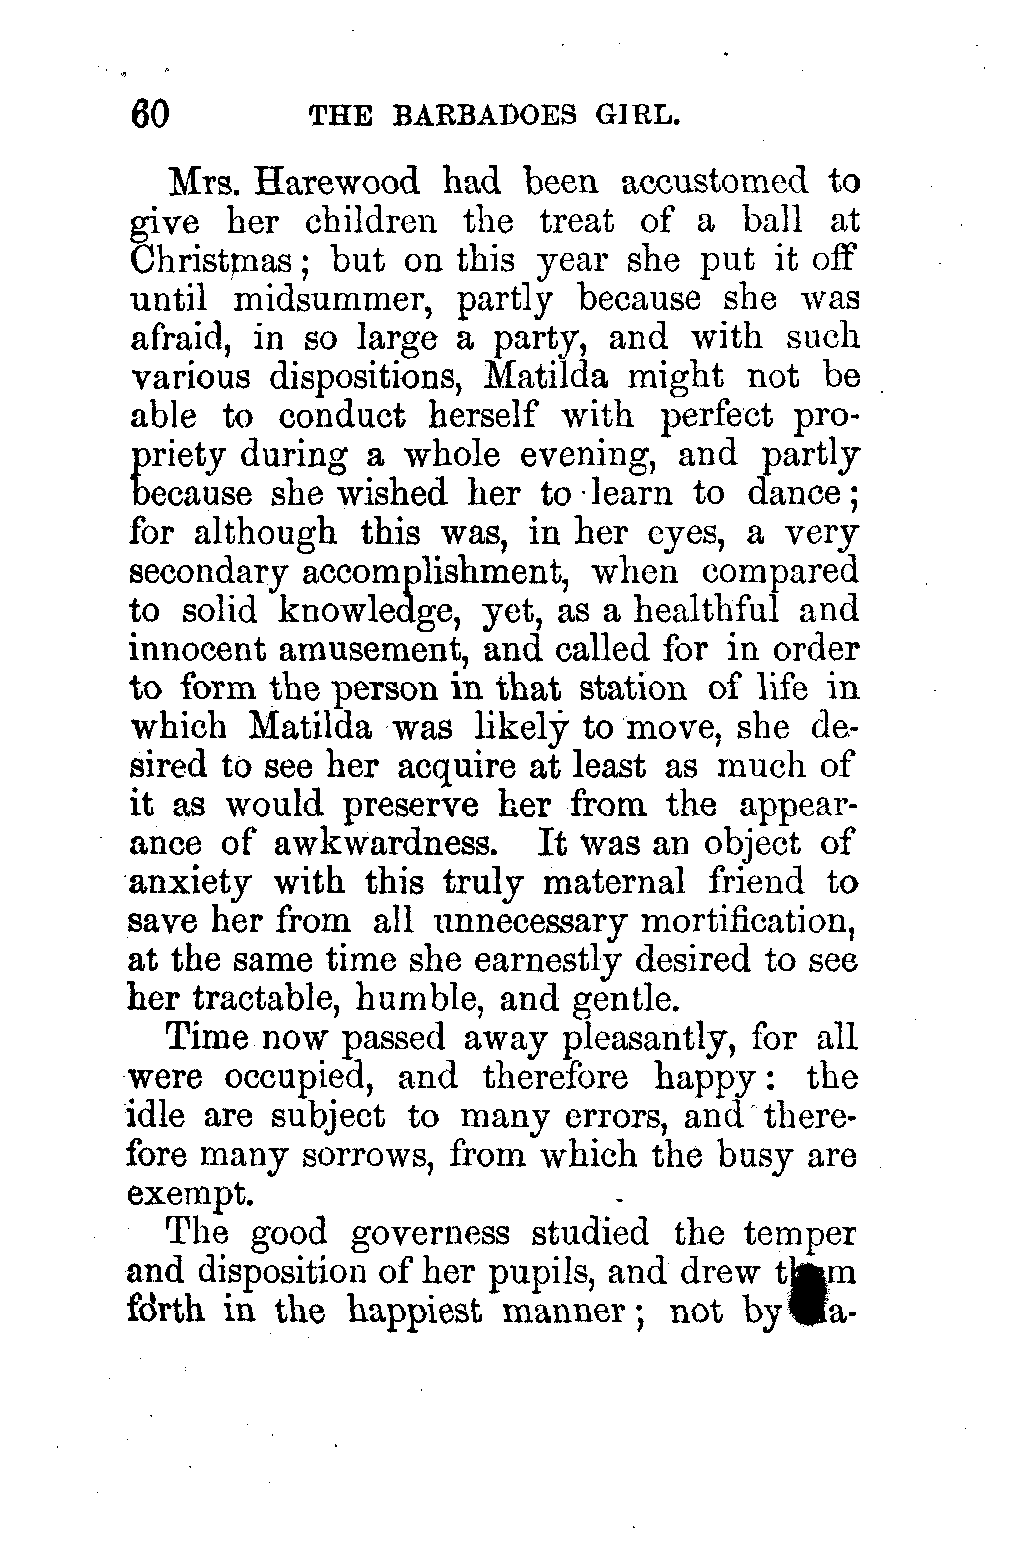 60 THE BARBADOES GIRL.
Mrs. Harewood had been accustomed to
give her children the treat of a ball at
Christmas; but on this year she put it off
until midsummer, partly because she was
afraid, in so large a party, and with such
various dispositions, Matilda might not be
able to conduct herself with perfect pro-
priety during a whole evening, and partly
because she wished her to learn to dance;
for although this was, in her eyes, a very
secondary accomplishment, when compared
to solid knowledge, yet, as a healthful and
innocent amusement, and called for in order
to form the person in that station of life in
which Matilda was likely to move, she de-
sired to see her acquire at least as much of
it as would preserve her from the appear-
ance of awkwardness. It was an object of
anxiety with this truly maternal friend to
save her from all unnecessary mortification,
at the same time she earnestly desired to see
her tractable, humble, and gentle.
Time now passed away pleasantly, for all
were occupied, and therefore happy: the
idle are subject to many errors, and there-
fore many sorrows, from which the busy are
exempt.
The good governess studied the temper
and disposition of her pupils, and drew them
forth in the happiest manner; not by